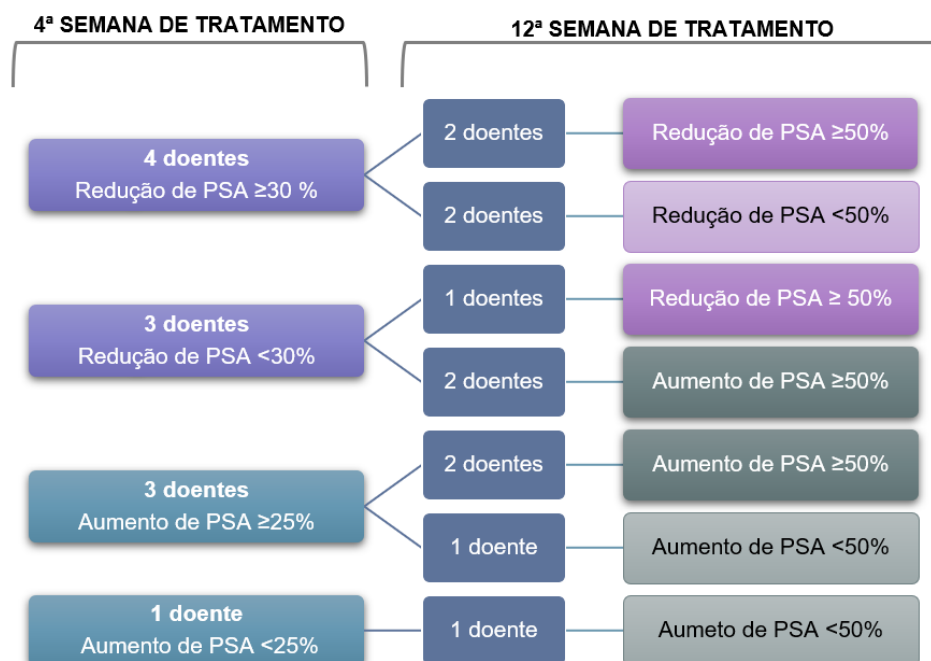 4ª SEMANA DE TRATAMENTO
12ª SEMANA DE TRATAMENTO
4 doentes
Redução de PSA ≥30 %
2 doentes
Redução de PSA ≥50%
2 doentes
Redução de PSA <50%
3 doentes
Redução de PSA <30%
1 doentes
Redução de PSA ≥ 50%
2 doentes
Aumento de PSA ≥50%
3 doentes
Aumento de PSA ≥25%
2 doentes
Aumento de PSA ≥50%
1 doente
Aumento de PSA <50%
1 doente
Aumento de PSA <25%
1 doente
Aumeto de PSA <50%